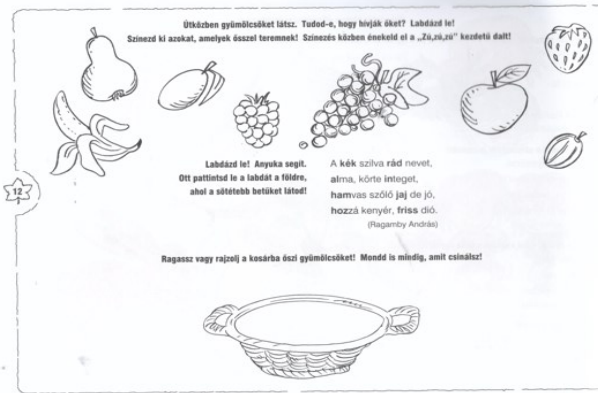 Útközben gyümölcsöket látsz. Tudod-e, hogy hívják őket? Labdázd le!
Színezd ki azokat, amelyek ősszel teremnek! Színezés közben énekeld el a „Zú,zú,zú" kezdetű dalt!
Labdázd le! Anyuka segít.
Ott pattintsd le a labdát a földre,
ahol a sötétebb betűket látod!
A kék szilva rád nevet,
alma, körte integet,
hamvas szőlő jaj de jó,
hozzá kenyér, friss dió.
(Ragamby András)
12
Ragassz vagy rajzolj a kosárba őszi gyümölcsöket! Mondd is mindig, amit csinálsz!